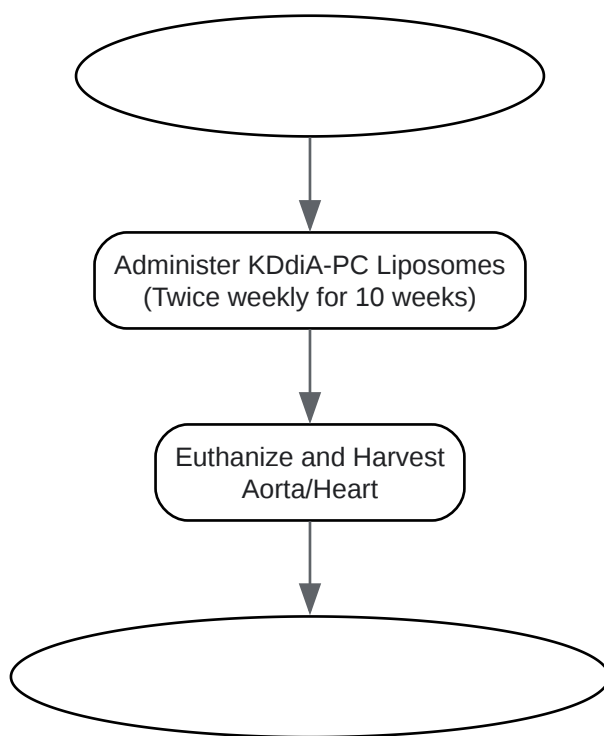 Administer KDdiA-PC Liposomes
(Twice weekly for 10 weeks)
Euthanize and Harvest
Aorta/Heart